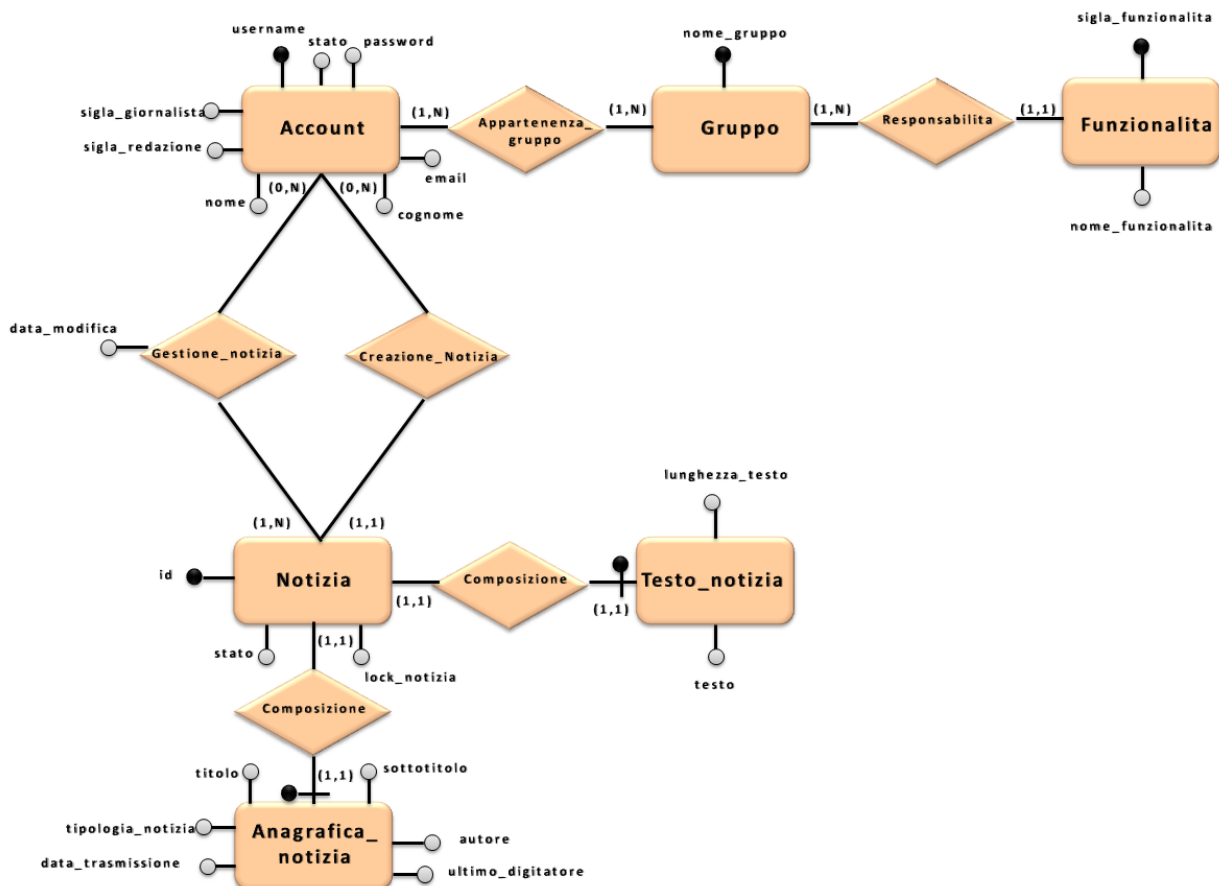 username
stato
password
nome_gruppo
sigla_funzionalita
sigla_giornalista
Account
(1,N)
Appartenenza_
gruppo
(1,N)
Gruppo
(1,N)
Responsabilita
(1,1)
Funzionalita
sigla_redazione
email
nome
(0,N)
(0,N)
cognome
nome_funzionalita
data_modifica
Gestione_notizia
Creazione_Notizia
lunghezza_testo
(1,N)
(1,1)
id
Notizia
(1,1)
Composizione
(1,1)
Testo_notizia
stato
(1,1)
lock_notizia
testo
Composizione
titolo
(1,1)
sottotitolo
tipologia_notizia
Anagrafica_
notizia
autore
data_trasmissione
ultimo_digitatore